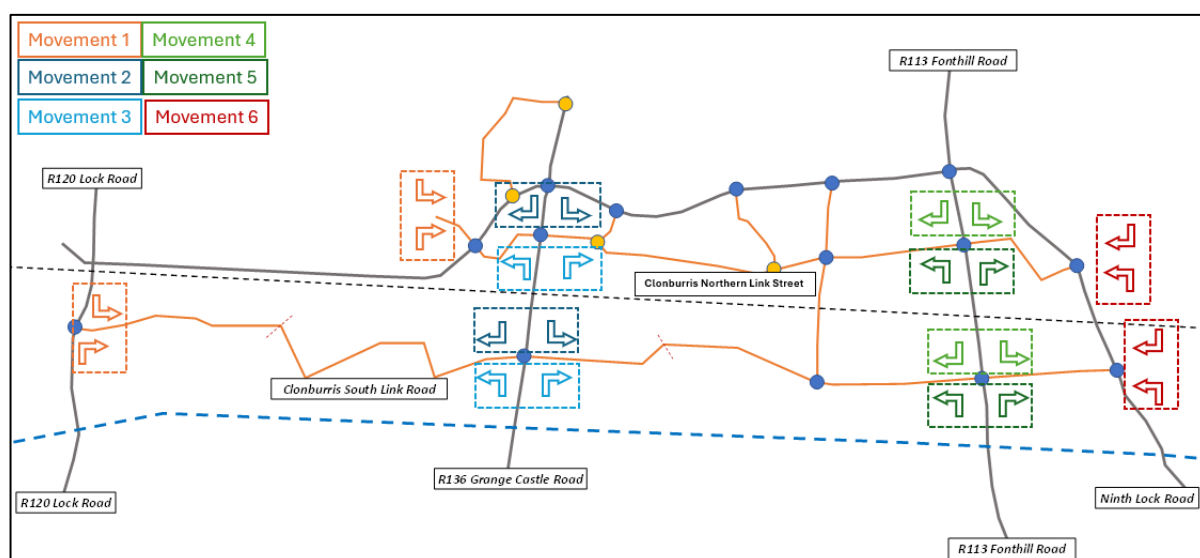 Movement 1
Movement 4
Movement 2
Movement 5
Movement 3
Movement 6
R113 Fonthill Road
R120 Lock Road
Clonburris Northern Link Street
Clonburris South Link Road
R136 Grange Castle Road
R120 Lock Road
Ninth Lock Road
R113 Fonthill Road